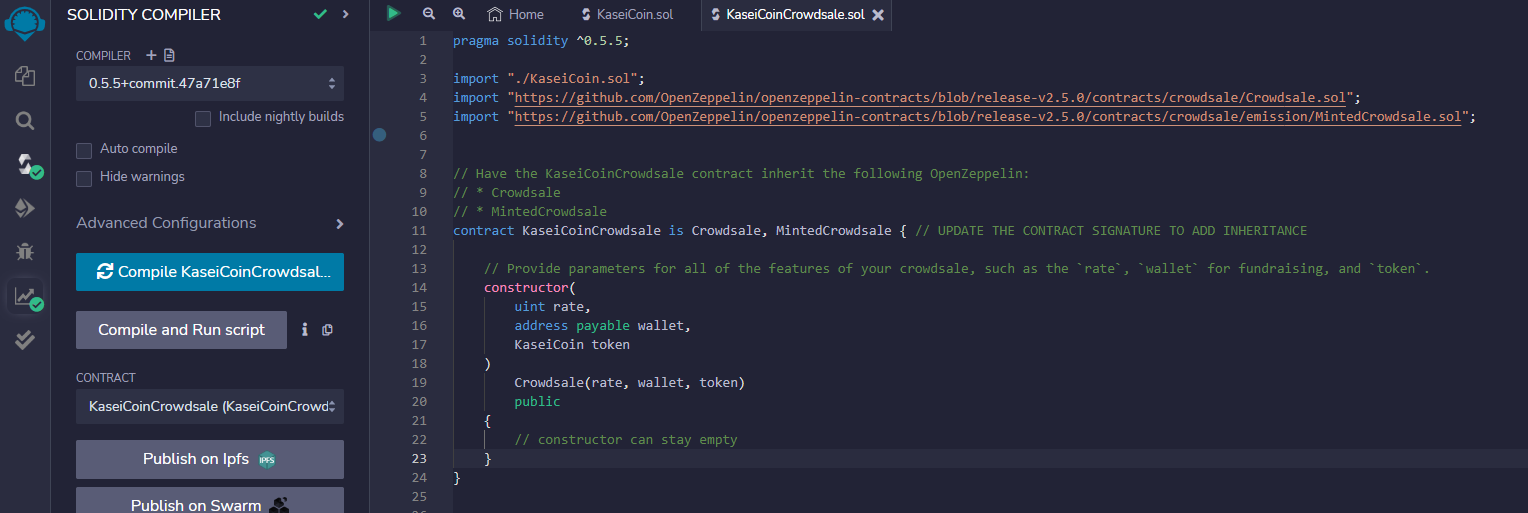 SOLIDITY COMPILER
COMPILER
0.5.5+commit.47a71e8f
Include nightly builds
Auto compile
Hide warnings
Advanced Configurations
Compile KaseiCoinCrowdsal...
Compile and Run script
CONTRACT
KaseiCoinCrowdsale (KaseiCoinCrowd
Publish on Ipfs IPFS
Publish on Swarm
Home
KaseiCoin.sol
KaseiCoinCrowdsale.sol
1 pragma solidity ^0.5.5;
2
3 import "./KaseiCoin.sol";
4 import "https://github.com/OpenZeppelin/openzeppelin-contracts/blob/release-v2.5.0/contracts/crowdsale/Crowdsale.sol";
5 import "https://github.com/OpenZeppelin/openzeppelin-contracts/blob/release-v2.5.0/contracts/crowdsale/emission/MintedCrowdsale.sol";
6
7
8 // Have the KaseiCoinCrowdsale contract inherit the following OpenZeppelin:
9 // * Crowdsale
10 // * MintedCrowdsale
11 contract KaseiCoinCrowdsale is Crowdsale, MintedCrowdsale { // UPDATE THE CONTRACT SIGNATURE TO ADD INHERITANCE
12
13 // Provide parameters for all of the features of your crowdsale, such as the `rate`, `wallet` for fundraising, and `token`.
14 constructor(
15 uint rate,
16 address payable wallet,
17 KaseiCoin token
18 )
19 Crowdsale(rate, wallet, token)
20 public
21 {
22 // constructor can stay empty
23 }
24 }
25